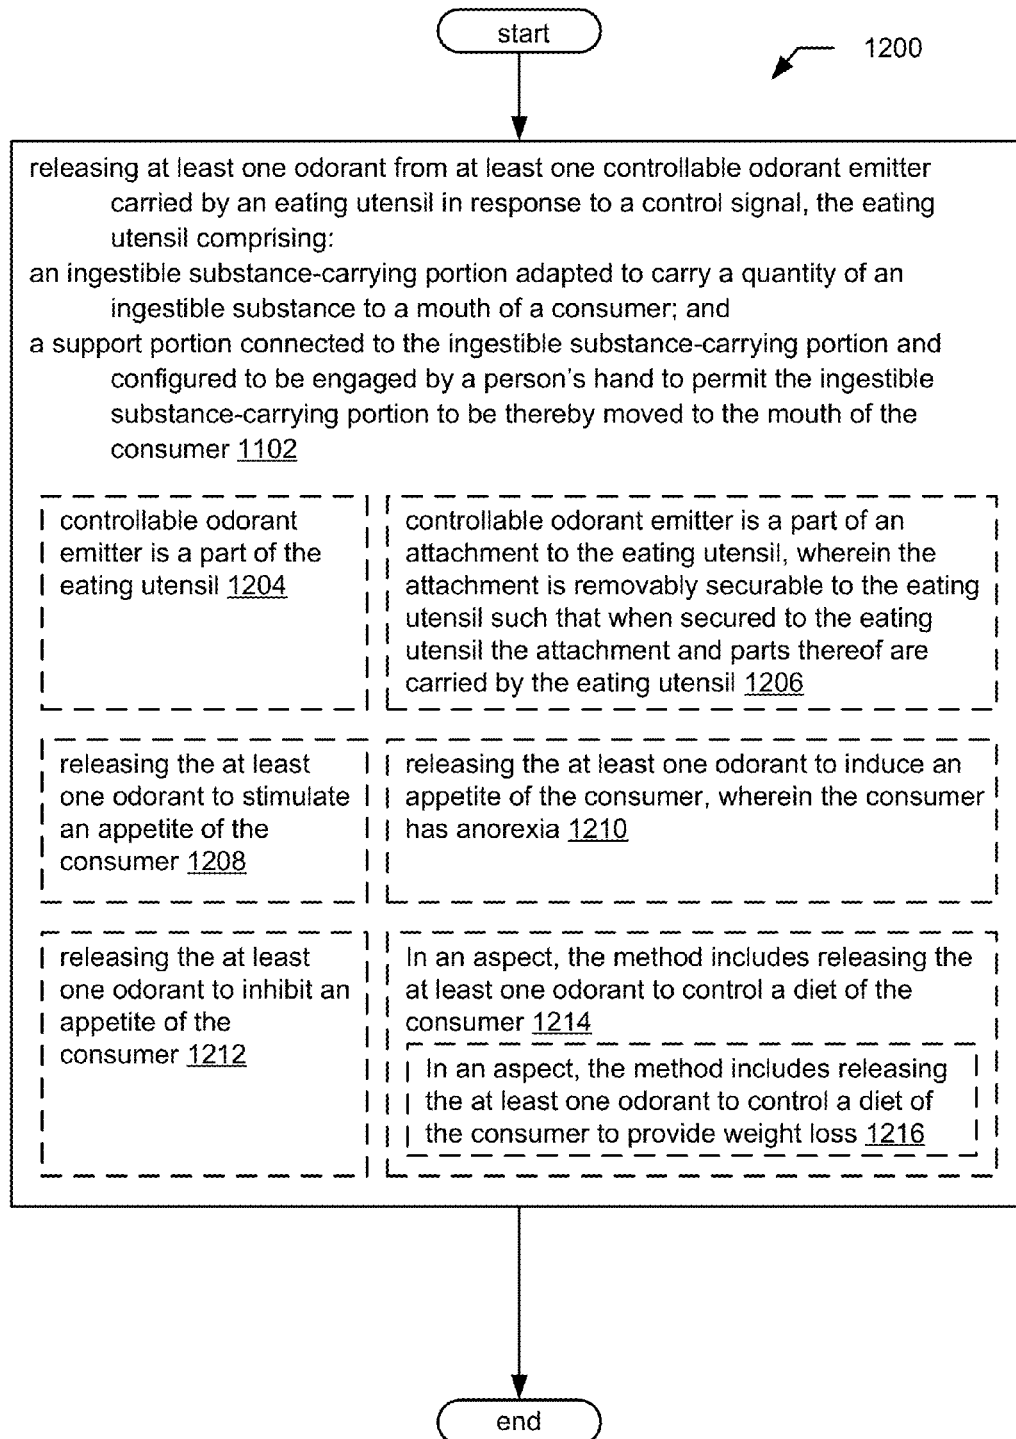 start
1200
releasing at least one odorant from at least one controllable odorant emitter
carried by an eating utensil in response to a control signal, the eating
utensil comprising:
an ingestible substance-carrying portion adapted to carry a quantity of an
ingestible substance to a mouth of a consumer; and
a support portion connected to the ingestible substance-carrying portion and
configured to be engaged by a person's hand to permit the ingestible
substance-carrying portion to be thereby moved to the mouth of the
consumer 1102
controllable odorant
emitter is a part of the
eating utensil 1204
controllable odorant emitter is a part of an
attachment to the eating utensil, wherein the
attachment is removably securable to the eating
utensil such that when secured to the eating
utensil the attachment and parts thereof are
carried by the eating utensil 1206
releasing the at least
one odorant to stimulate
an appetite of the
consumer 1208
releasing the at least one odorant to induce an
appetite of the consumer, wherein the consumer
has anorexia 1210
releasing the at least
one odorant to inhibit an
appetite of the
consumer 1212
In an aspect, the method includes releasing the
at least one odorant to control a diet of the
consumer 1214
In an aspect, the method includes releasing
the at least one odorant to control a diet of
the consumer to provide weight loss 1216
end